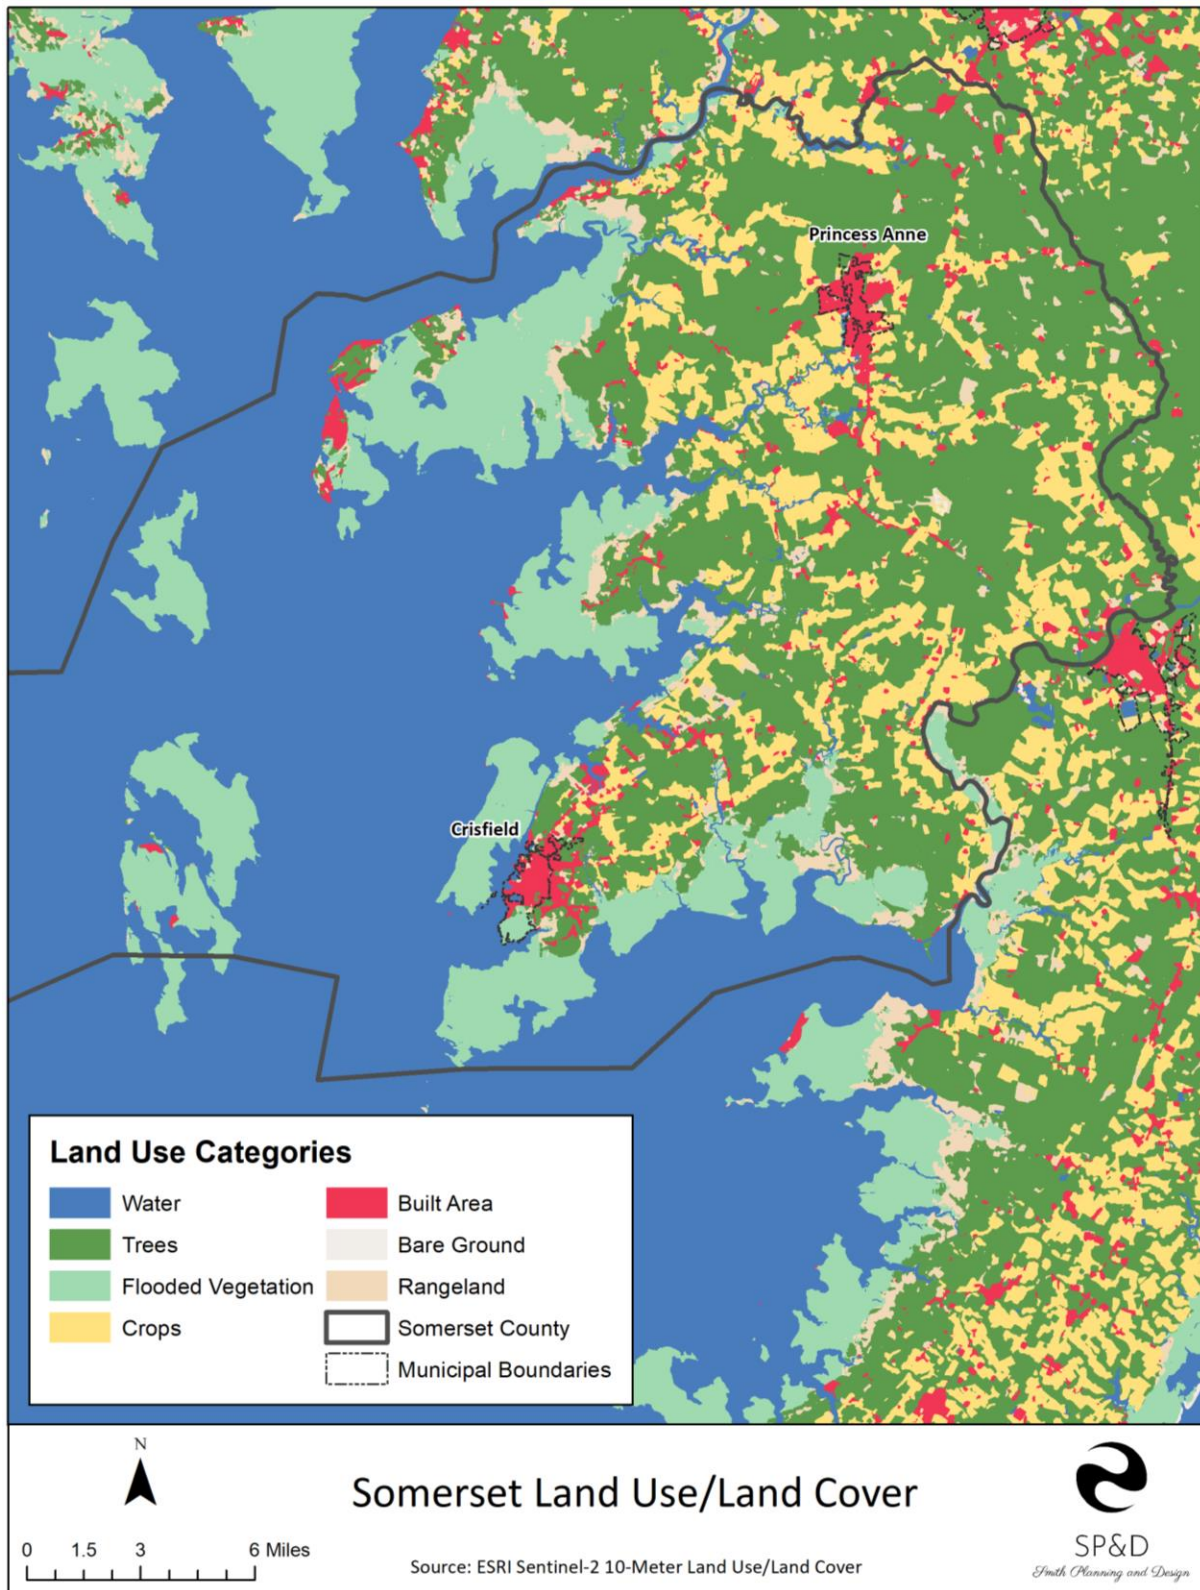 Princess Anne
Crisfield
Land Use Categories
Water
Trees
Flooded Vegetation
Crops
Built Area
Bare Ground
Rangeland
Somerset County
Municipal Boundaries
N
0 1.5 3 6 Miles
Somerset Land Use/Land Cover
Source: ESRI Sentinel-2 10-Meter Land Use/Land Cover
SP&D
Smith Planning and Design